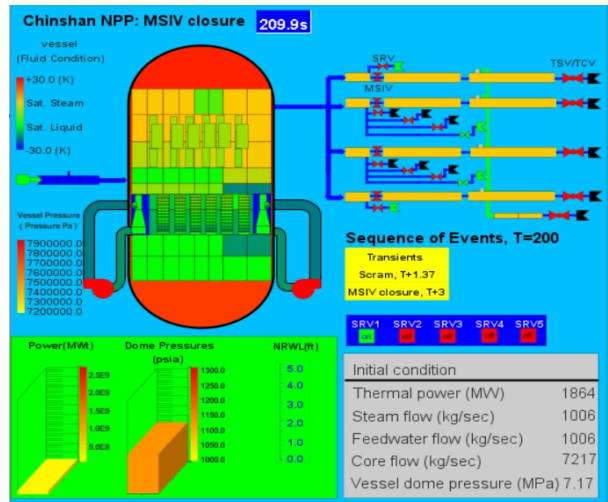 Chinshan NPP: MSIV closure 209.9s
vessel
(Fluid Condition)
+30.0 (K)
Sat. Steam
Sat. Liquid
-30.0 (K)
SRV
TSV/TCV
MSIV
Vessel Pressure
( Pressure Pa )
7900000.0
7800000.0
7700000.0
7600000.0
7500000.0
7400000.0
7300000.0
7200000.0
Sequence of Events, T=200
Transients
Scram, T+1.37
MSIV closure, T+3
SRV1 SRV2 SRV3 SRV4 SRV5
on off off off off
Power(MWt)
2.5E9
2.0E9
1.5E9
1.0E9
5.0E8
Dome Pressures
(psia)
1300.0
1250.0
1200.0
1150.0
1100.0
1050.0
1000.0
NRWL(ft)
5.0
4.0
3.0
2.0
1.0
0.0
Initial condition
Thermal power (MW) 1864
Steam flow (kg/sec) 1006
Feedwater flow (kg/sec) 1006
Core flow (kg/sec) 7217
Vessel dome pressure (MPa) 7.17